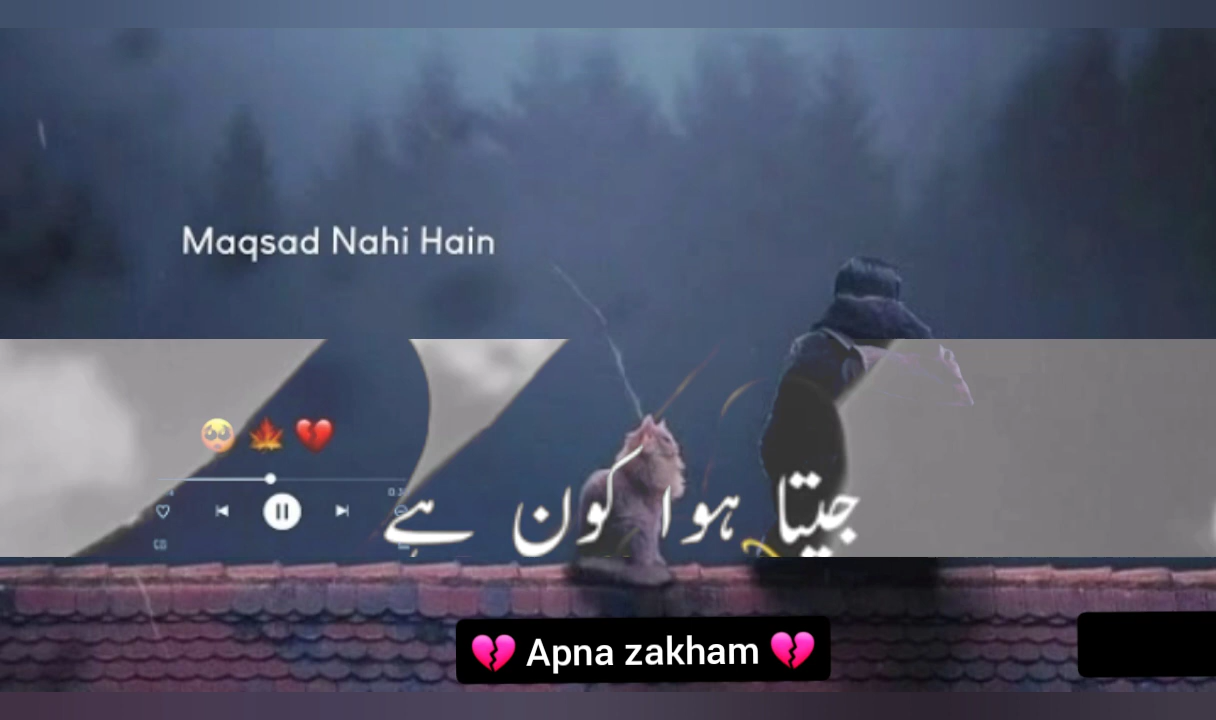 Maqsad Nahi Hain
🥺 🍁 💔
جیتا ہوا کون ہے
💔 Apna zakham 💔